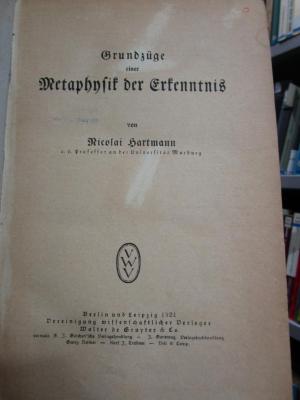 Grundzüge
einer
Metaphysik der Erkenntnis
von
Nicolai Hartmann
a. o. Professor an der Universität Marburg
VWV
Berlin und Leipzig 1921
Vereinigung wissenschaftlicher Verleger
Walter de Gruyter & Co.
vormals G. J. Göschen'sche Verlagshandlung — J. Guttentag, Verlagsbuchhandlung
Georg Reimer — Karl J. Trübner — Veit & Comp.